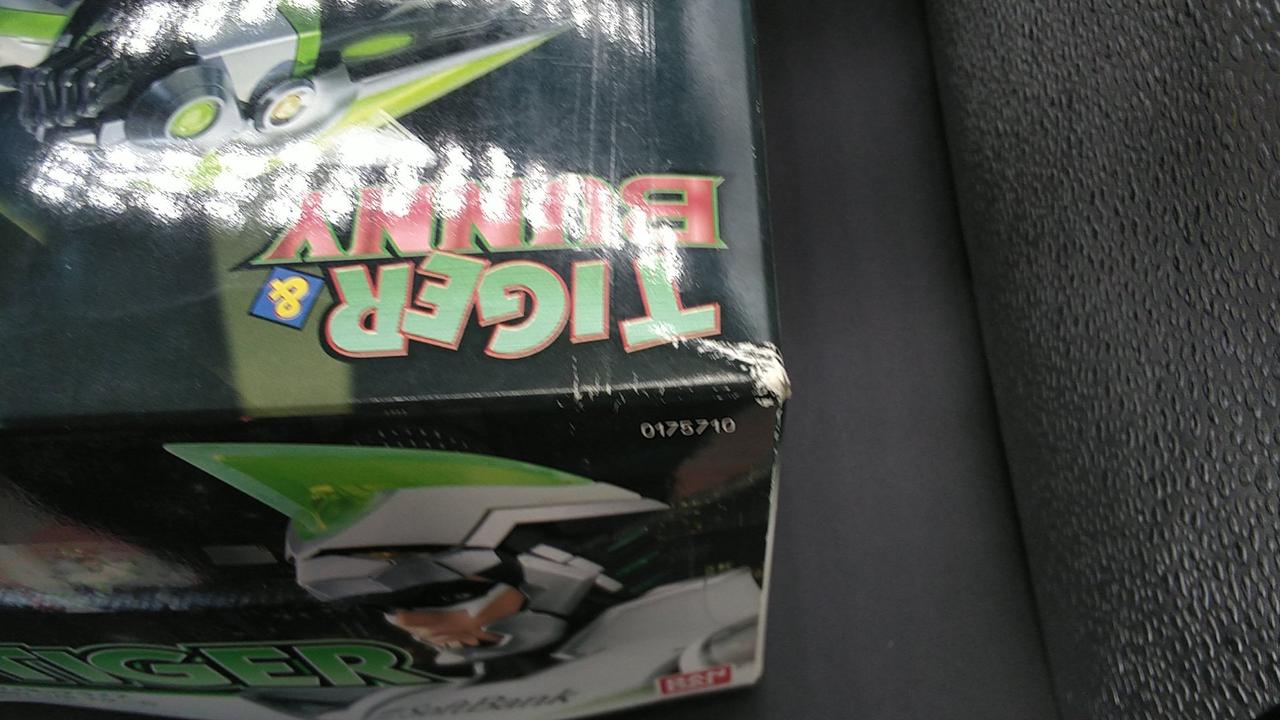 TIGER &
BUNNY
0175710
TIGER
SoftBank